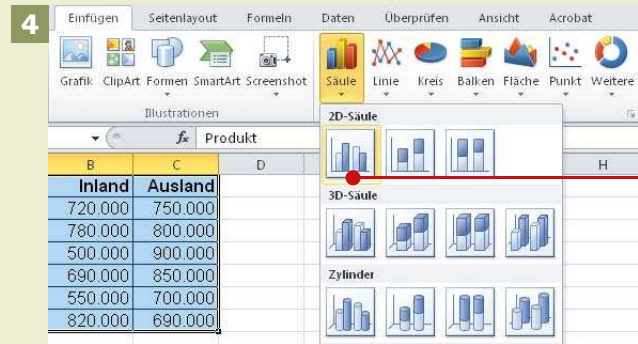 4
Einfügen Seitenlayout Formeln Daten Überprüfen Ansicht Acrobat
Grafik ClipArt Formen SmartArt Screenshot Säule Linie Kreis Balken Fläche Punkt Weitere
Illustrationen
2D-Säule
fx Produkt
B C D H
Inland Ausland
720.000 750.000
3D-Säule
780.000 800.000
500.000 900.000
690.000 850.000
Zylinder
550.000 700.000
820.000 690.000